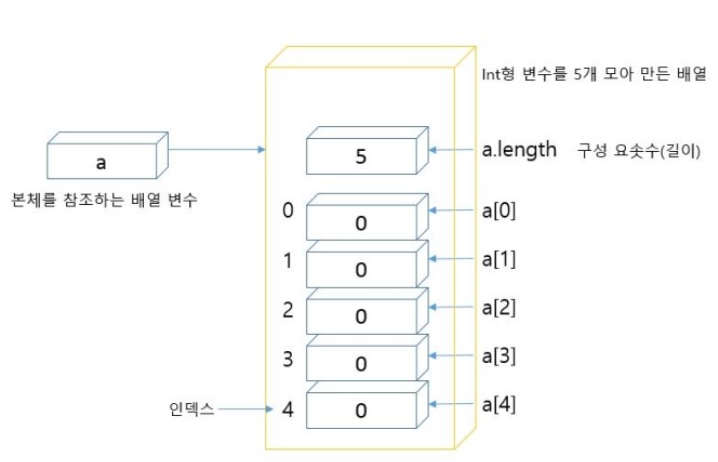 Int형 변수를 5개 모아 만든 배열
a
5
a.length 구성 요솟수(길이)
본체를 참조하는 배열 변수
0 0 a[0]
1 0 a[1]
2 0 a[2]
3 0 a[3]
인덱스 4 0 a[4]